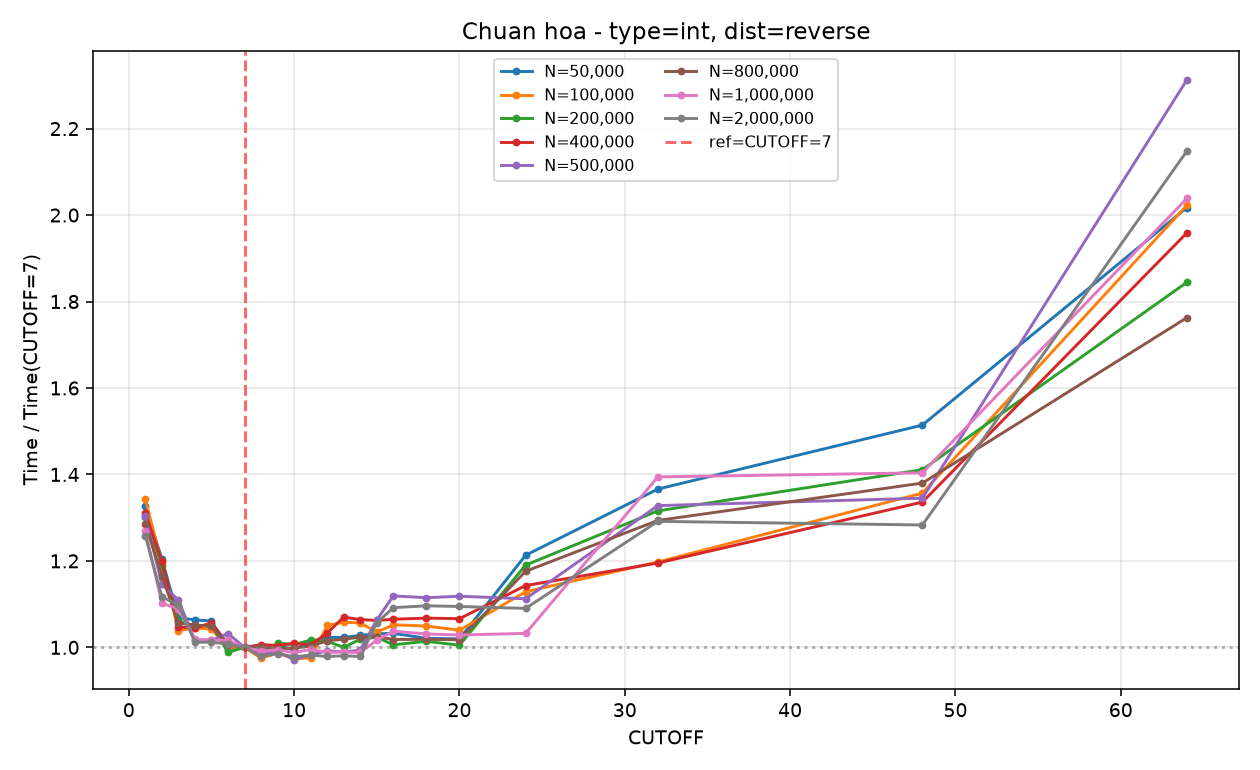 Chuan hoa - type=int, dist=reverse
N=50,000
N=100,000
N=200,000
N=400,000
N=500,000
N=800,000
N=1,000,000
N=2,000,000
ref=CUTOFF=7
Time / Time(CUTOFF=7)
2.2
2.0
1.8
1.6
1.4
1.2
1.0
0 10 20 30 40 50 60
CUTOFF